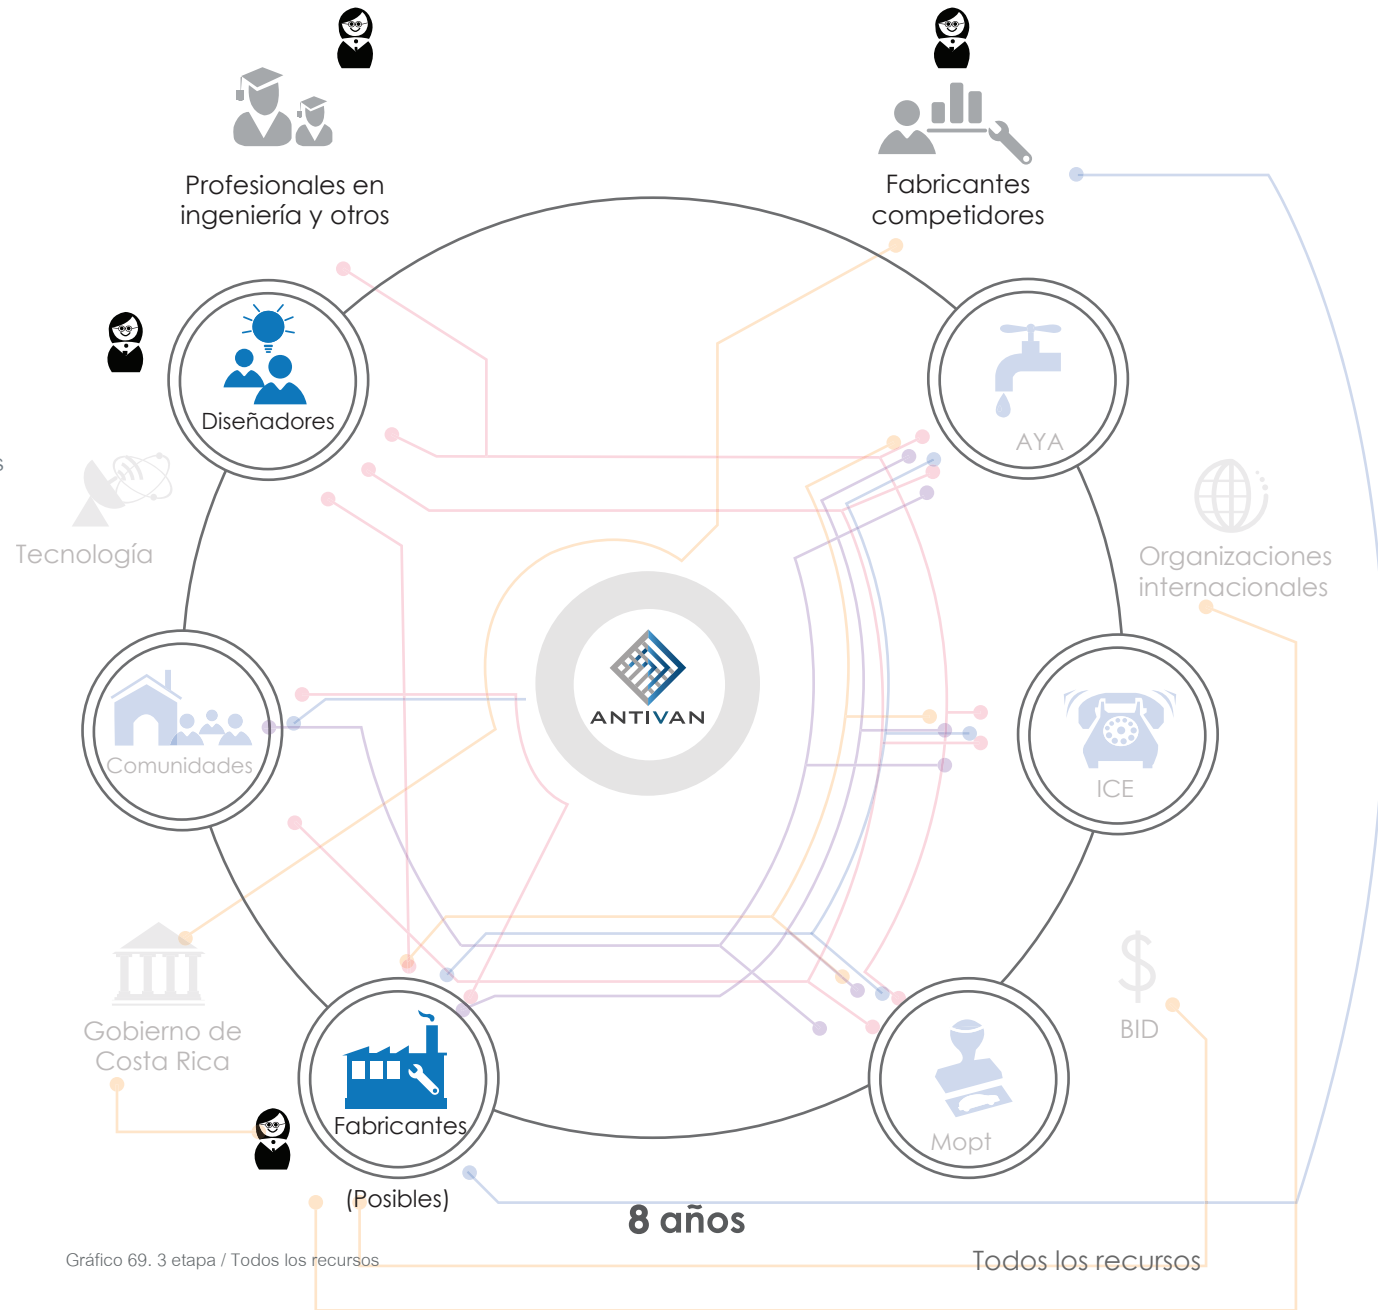 Profesionales en
ingeniería y otros
Fabricantes
competidores
Diseñadores
AYA
s
Tecnología
Organizaciones
internacionales
ANTIVAN
Comunidades
ICE
Gobierno de
Costa Rica
BID
Fabricantes
Mopt
(Posibles)
8 años
Gráfico 69. 3 etapa / Todos los recursos
Todos los recursos